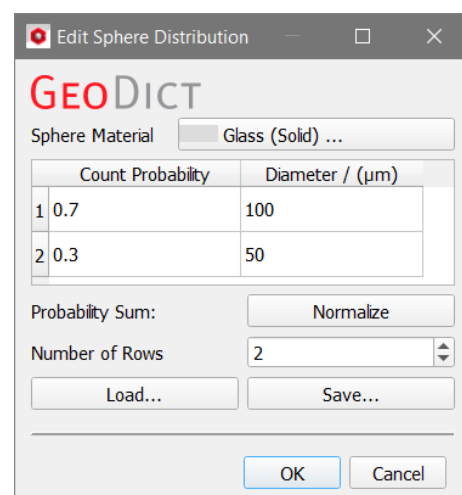 Edit Sphere Distribution
GEODICT
Sphere Material Glass (Solid) ...
Count Probability Diameter / (µm)
1 0.7 100
2 0.3 50
Probability Sum: Normalize
Number of Rows 2
Load... Save...
OK Cancel